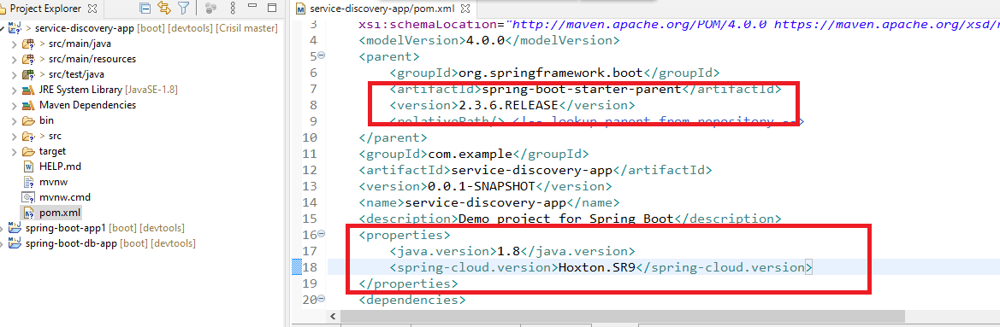 Project Explorer
> service-discovery-app [boot] [devtools] [Crisil master]
> src/main/java
> src/main/resources
> src/test/java
JRE System Library [JavaSE-1.8]
Maven Dependencies
bin
> src
target
HELP.md
mvnw
mvnw.cmd
pom.xml
spring-boot-app1 [boot] [devtools]
spring-boot-db-app [boot] [devtools]
service-discovery-app/pom.xml
3 xsi:schemaLocation="http://maven.apache.org/POM/4.0.0 https://maven.apache.org/xsd/
4 <modelVersion>4.0.0</modelVersion>
5 <parent>
6 <groupId>org.springframework.boot</groupId>
7 <artifactId>spring-boot-starter-parent</artifactId>
8 <version>2.3.6.RELEASE</version>
9 <relativePath/> <!-- lookup parent from repository -->
10 </parent>
11 <groupId>com.example</groupId>
12 <artifactId>service-discovery-app</artifactId>
13 <version>0.0.1-SNAPSHOT</version>
14 <name>service-discovery-app</name>
15 <description>Demo project for Spring Boot</description>
16 <properties>
17 <java.version>1.8</java.version>
18 <spring-cloud.version>Hoxton.SR9</spring-cloud.version>
19 </properties>
20 <dependencies>